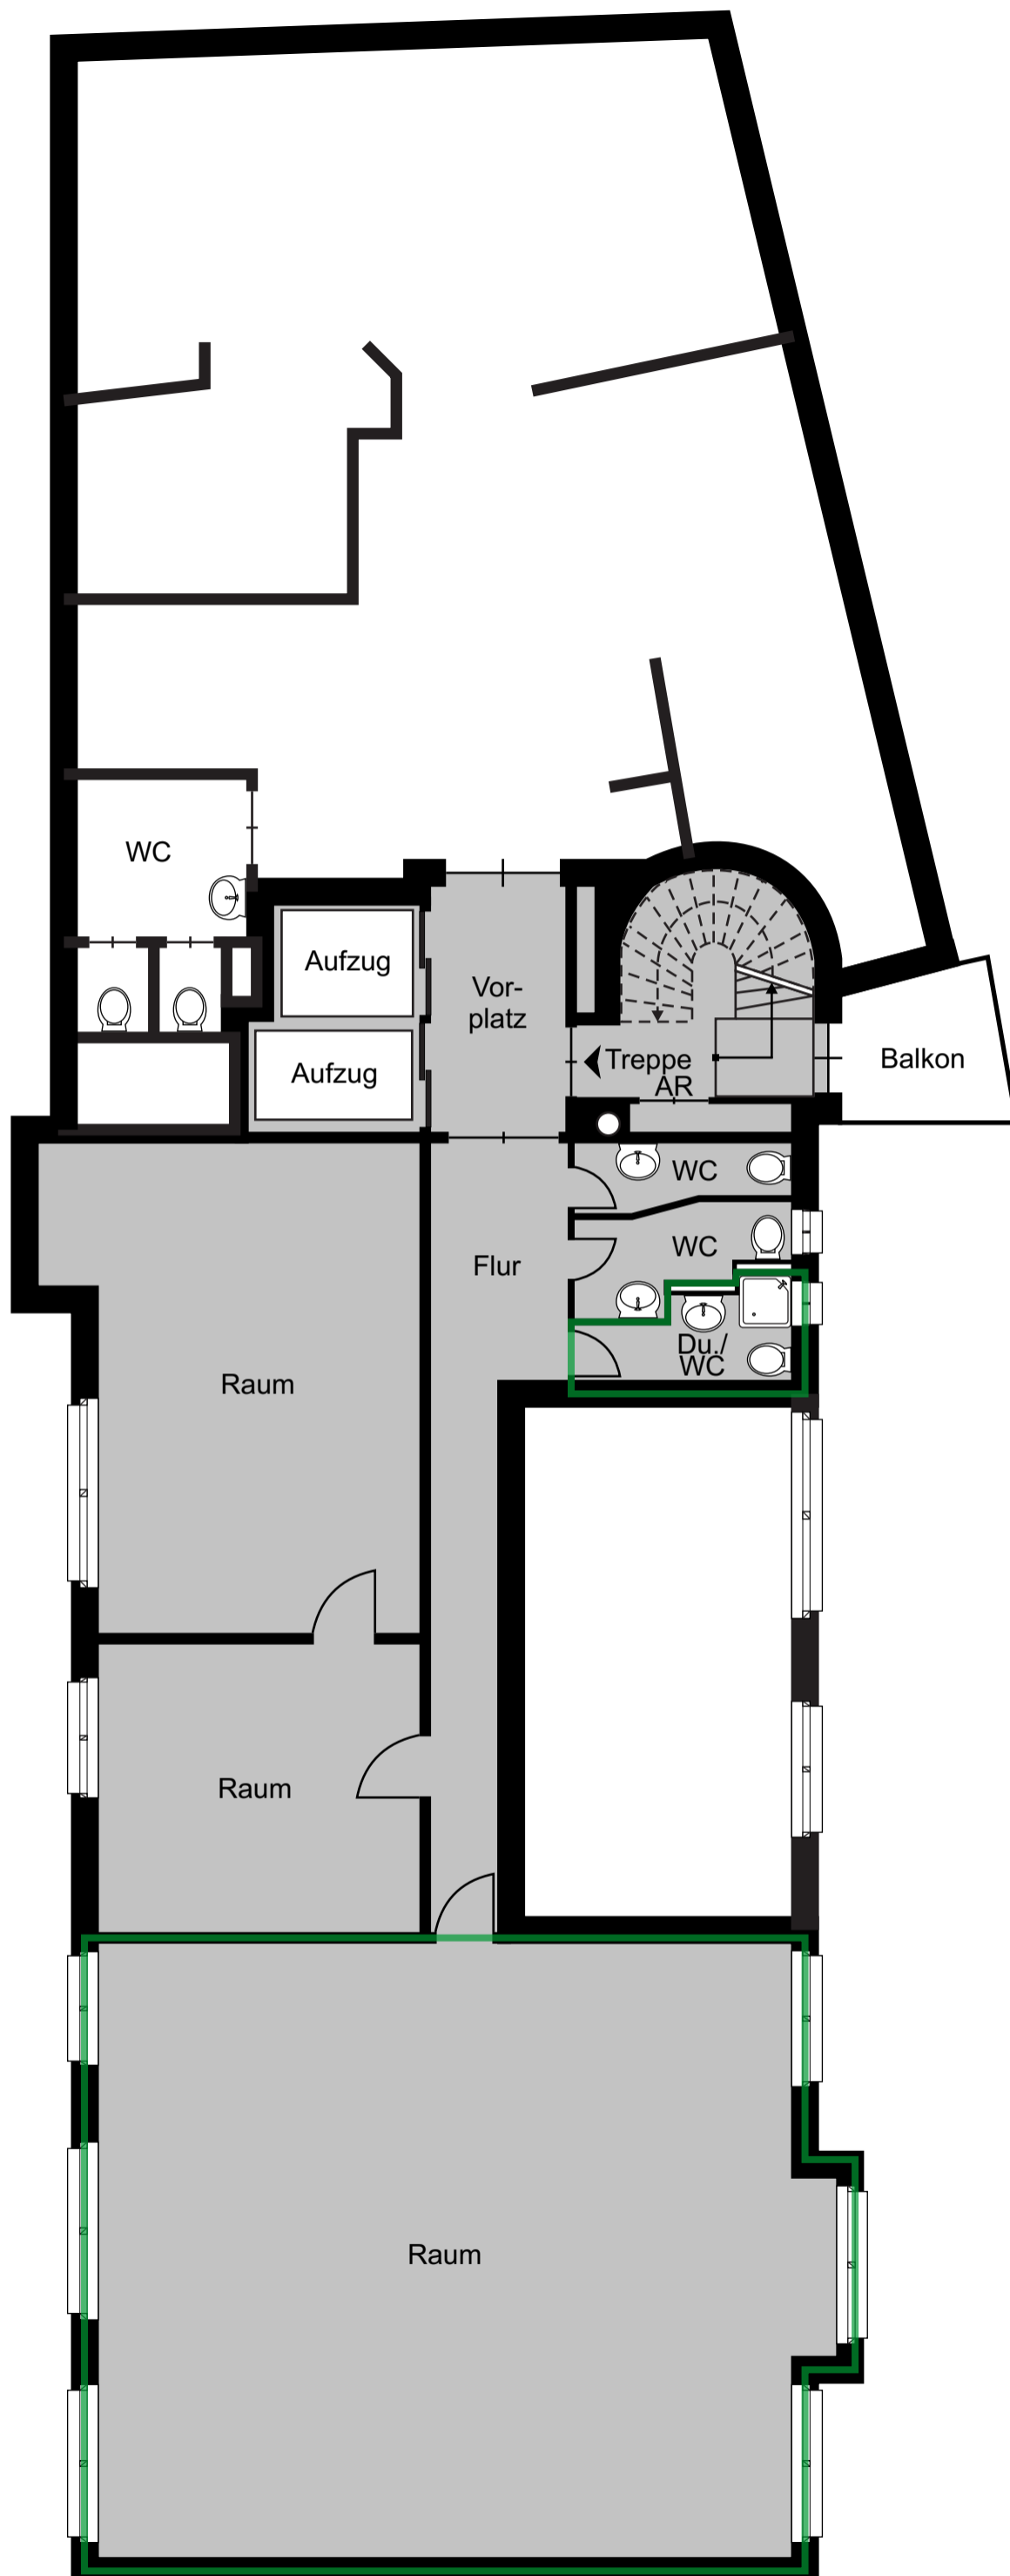 WC
Aufzug
Vor-
platz
Aufzug
Treppe
AR
Balkon
WC
WC
Flur
Du./
WC
Raum
Raum
Raum